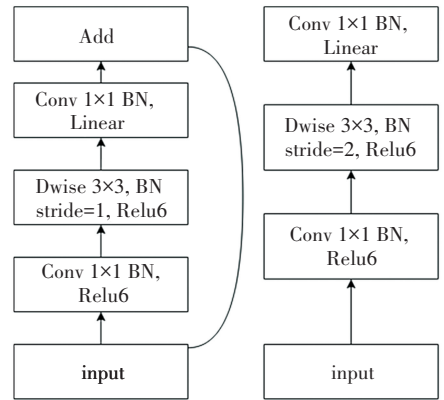 Add
Conv 1×1 BN,
Linear
Dwise 3×3, BN
stride=1, Relu6
Conv 1×1 BN,
Relu6
input
Conv 1×1 BN,
Linear
Dwise 3×3, BN
stride=2, Relu6
Conv 1×1 BN,
Relu6
input